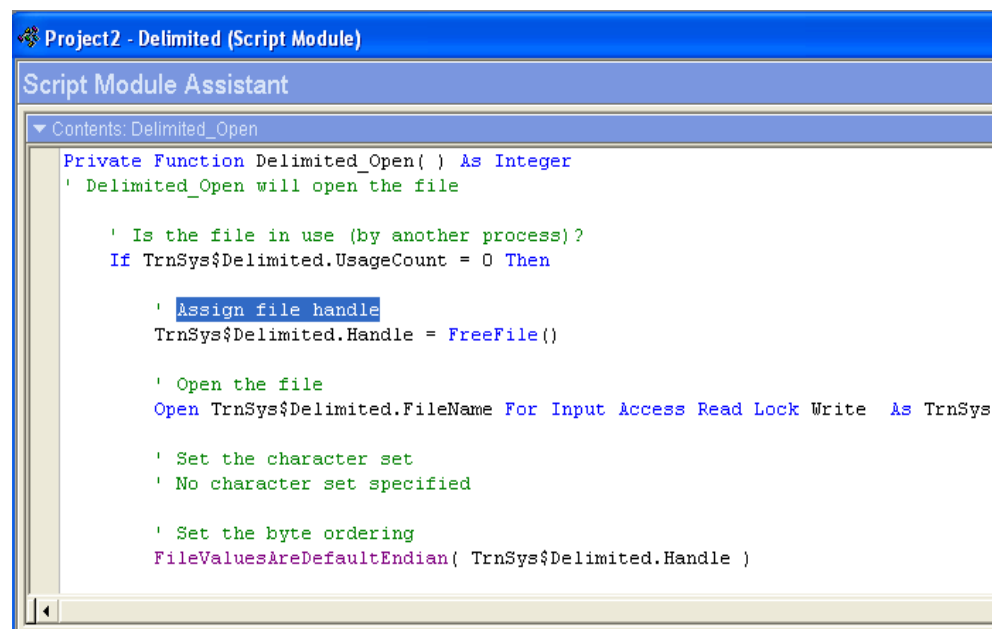 Project2 - Delimited (Script Module)
Script Module Assistant
Contents: Delimited_Open
Private Function Delimited_Open( ) As Integer
' Delimited_Open will open the file
' Is the file in use (by another process)?
If TrnSys$Delimited.UsageCount = 0 Then
' Assign file handle
TrnSys$Delimited.Handle = FreeFile()
' Open the file
Open TrnSys$Delimited.FileName For Input Access Read Lock Write  As TrnSys
' Set the character set
' No character set specified
' Set the byte ordering
FileValuesAreDefaultEndian( TrnSys$Delimited.Handle )